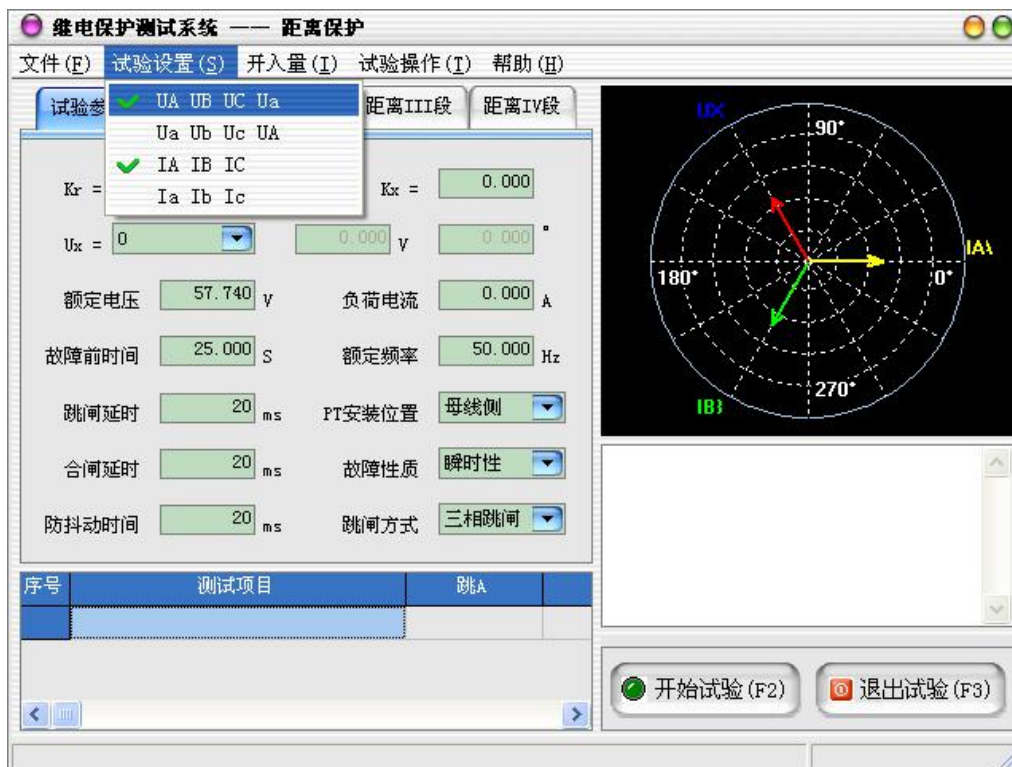 继电保护测试系统 —— 距离保护
文件(F) 试验设置(S) 开入量(I) 试验操作(T) 帮助(H)
试验参 距离III段 距离IV段
UA UB UC Ua
Ua Ub Uc UA
IA IB IC
Ia Ib Ic
Kr = Kx = 0.000
Ux = 0 0.000 V 0.000 °
额定电压 57.740 V 负荷电流 0.000 A
故障前时间 25.000 S 额定频率 50.000 Hz
跳闸延时 20 ms PT安装位置 母线侧
合闸延时 20 ms 故障性质 瞬时性
防抖动时间 20 ms 跳闸方式 三相跳闸
UX
90°
IA
180° 0°
270°
IB
序号 测试项目 跳A
开始试验(F2) 退出试验(F3)